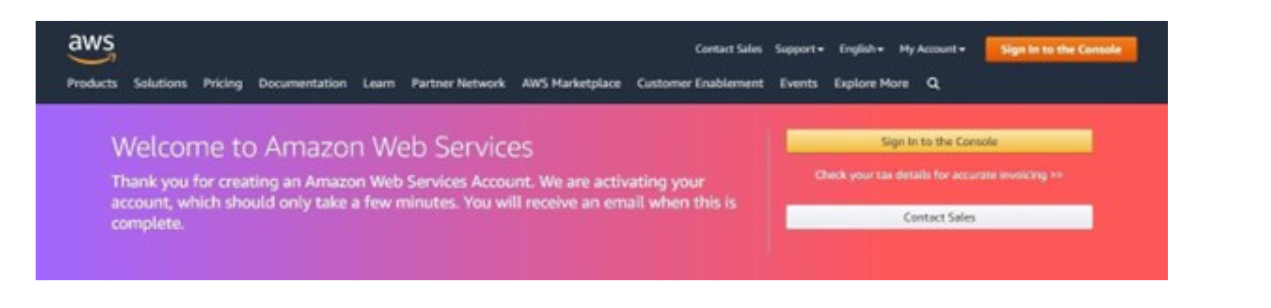 aws
Contact Sales Support English My Account Sign In to the Console
Products Solutions Pricing Documentation Learn Partner Network AWS Marketplace Customer Enablement Events Explore More
Welcome to Amazon Web Services
Thank you for creating an Amazon Web Services Account. We are activating your
account, which should only take a few minutes. You will receive an email when this is
complete.
Sign In to the Console
Check your tax details for accurate invoicing >>
Contact Sales